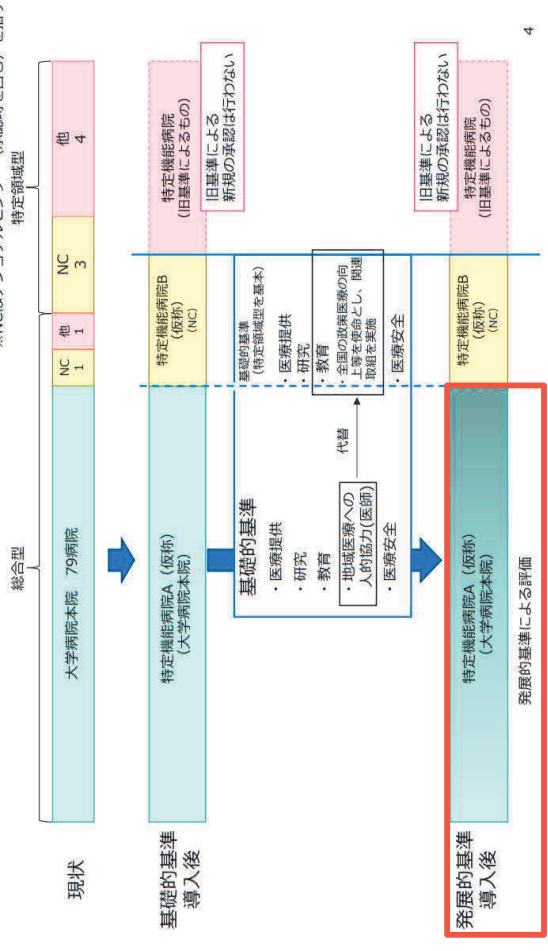 総合型
特定領域型
現状
大学病院本院　79病院
NC
1
他
1
NC
3
他
4
基礎的基準
導入後
特定機能病院A（仮称）
（大学病院本院）
特定機能病院B
（仮称）
(NC)
特定機能病院
（旧基準によるもの）
旧基準による
新規の承認は行わない
基礎的基準
・医療提供
・研究
・教育
・地域医療への
人的協力(医師)
・医療安全
代替
基礎的基準
（特定領域型を基本）
・医療提供
・研究
・教育
・全国の政策医療の向
上等を使命とし、関連
取組を実施
・医療安全
発展的基準
導入後
特定機能病院A（仮称）
（大学病院本院）
特定機能病院B
（仮称）
(NC)
特定機能病院
（旧基準によるもの）
旧基準による
新規の承認は行わない
発展的基準による評価
4